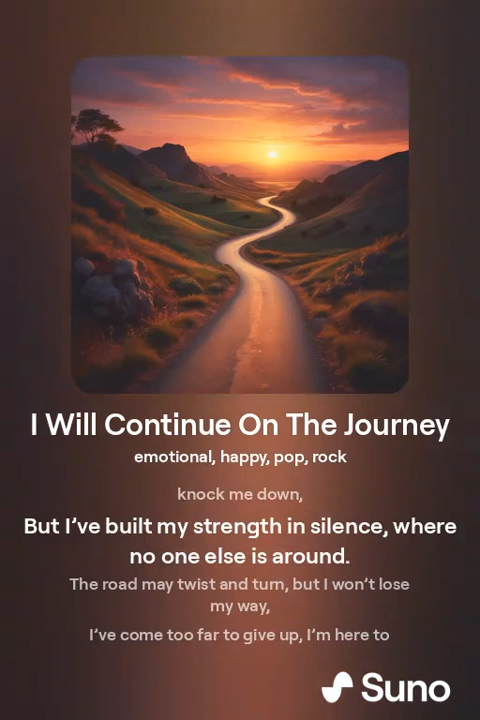 I Will Continue On The Journey
emotional, happy, pop, rock
knock me down,
But I’ve built my strength in silence, where
no one else is around.
The road may twist and turn, but I won’t lose
my way,
I’ve come too far to give up, I’m here to
Suno